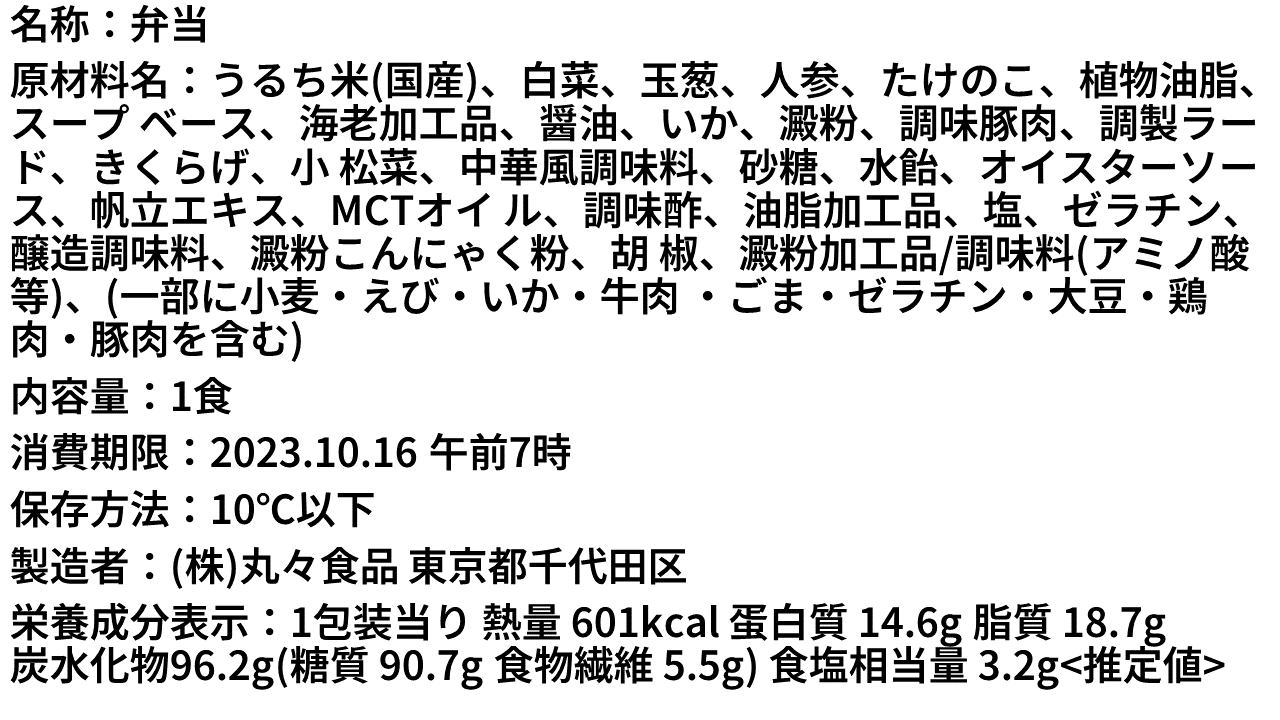 名称：弁当
原材料名：うるち米(国産)、白菜、玉葱、人参、たけのこ、植物油脂、
スープ ベース、海老加工品、醤油、いか、澱粉、調味豚肉、調製ラー
ド、きくらげ、小 松菜、中華風調味料、砂糖、水飴、オイスターソー
ス、帆立エキス、MCTオイ ル、調味酢、油脂加工品、塩、ゼラチン、
醸造調味料、澱粉こんにゃく粉、胡 椒、澱粉加工品/調味料(アミノ酸
等)、(一部に小麦・えび・いか・牛肉 ・ごま・ゼラチン・大豆・鶏
肉・豚肉を含む)
内容量：1食
消費期限：2023.10.16 午前7時
保存方法：10℃以下
製造者：(株)丸々食品 東京都千代田区
栄養成分表示：1包装当り 熱量 601kcal 蛋白質 14.6g 脂質 18.7g
炭水化物96.2g(糖質 90.7g 食物繊維 5.5g) 食塩相当量 3.2g<推定値>